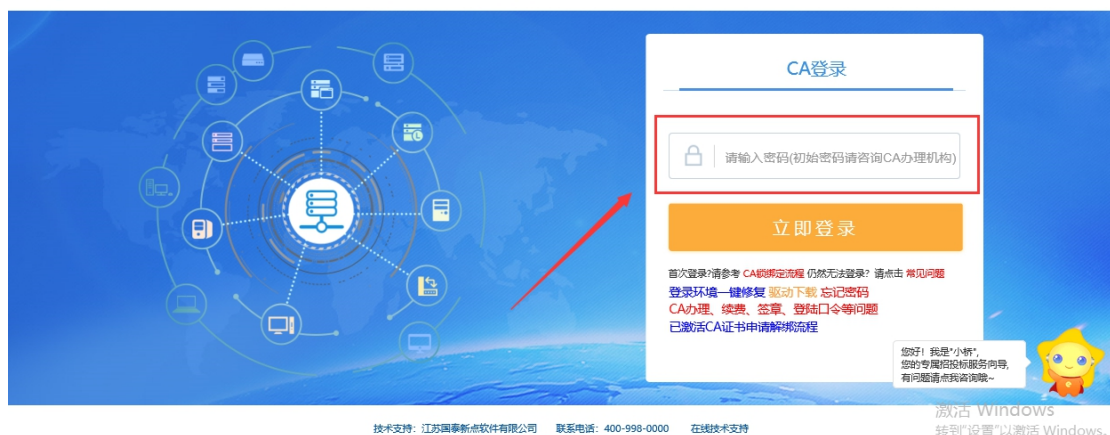 CA登录
请输入密码(初始密码请咨询CA办理机构)
立即登录
首次登录?请参考 CA锁绑定流程 仍然无法登录？请点击 常见问题
登录环境一键修复 驱动下载 忘记密码
CA办理、续费、签章、登陆口令等问题
已激活CA证书申请解绑流程
您好！我是"小桥",
您的专属招投标服务向导,
有问题请点我咨询哦~
激活 Windows
转到"设置"以激活 Windows。
技术支持：江苏国泰新点软件有限公司 联系电话：400-998-0000 在线技术支持